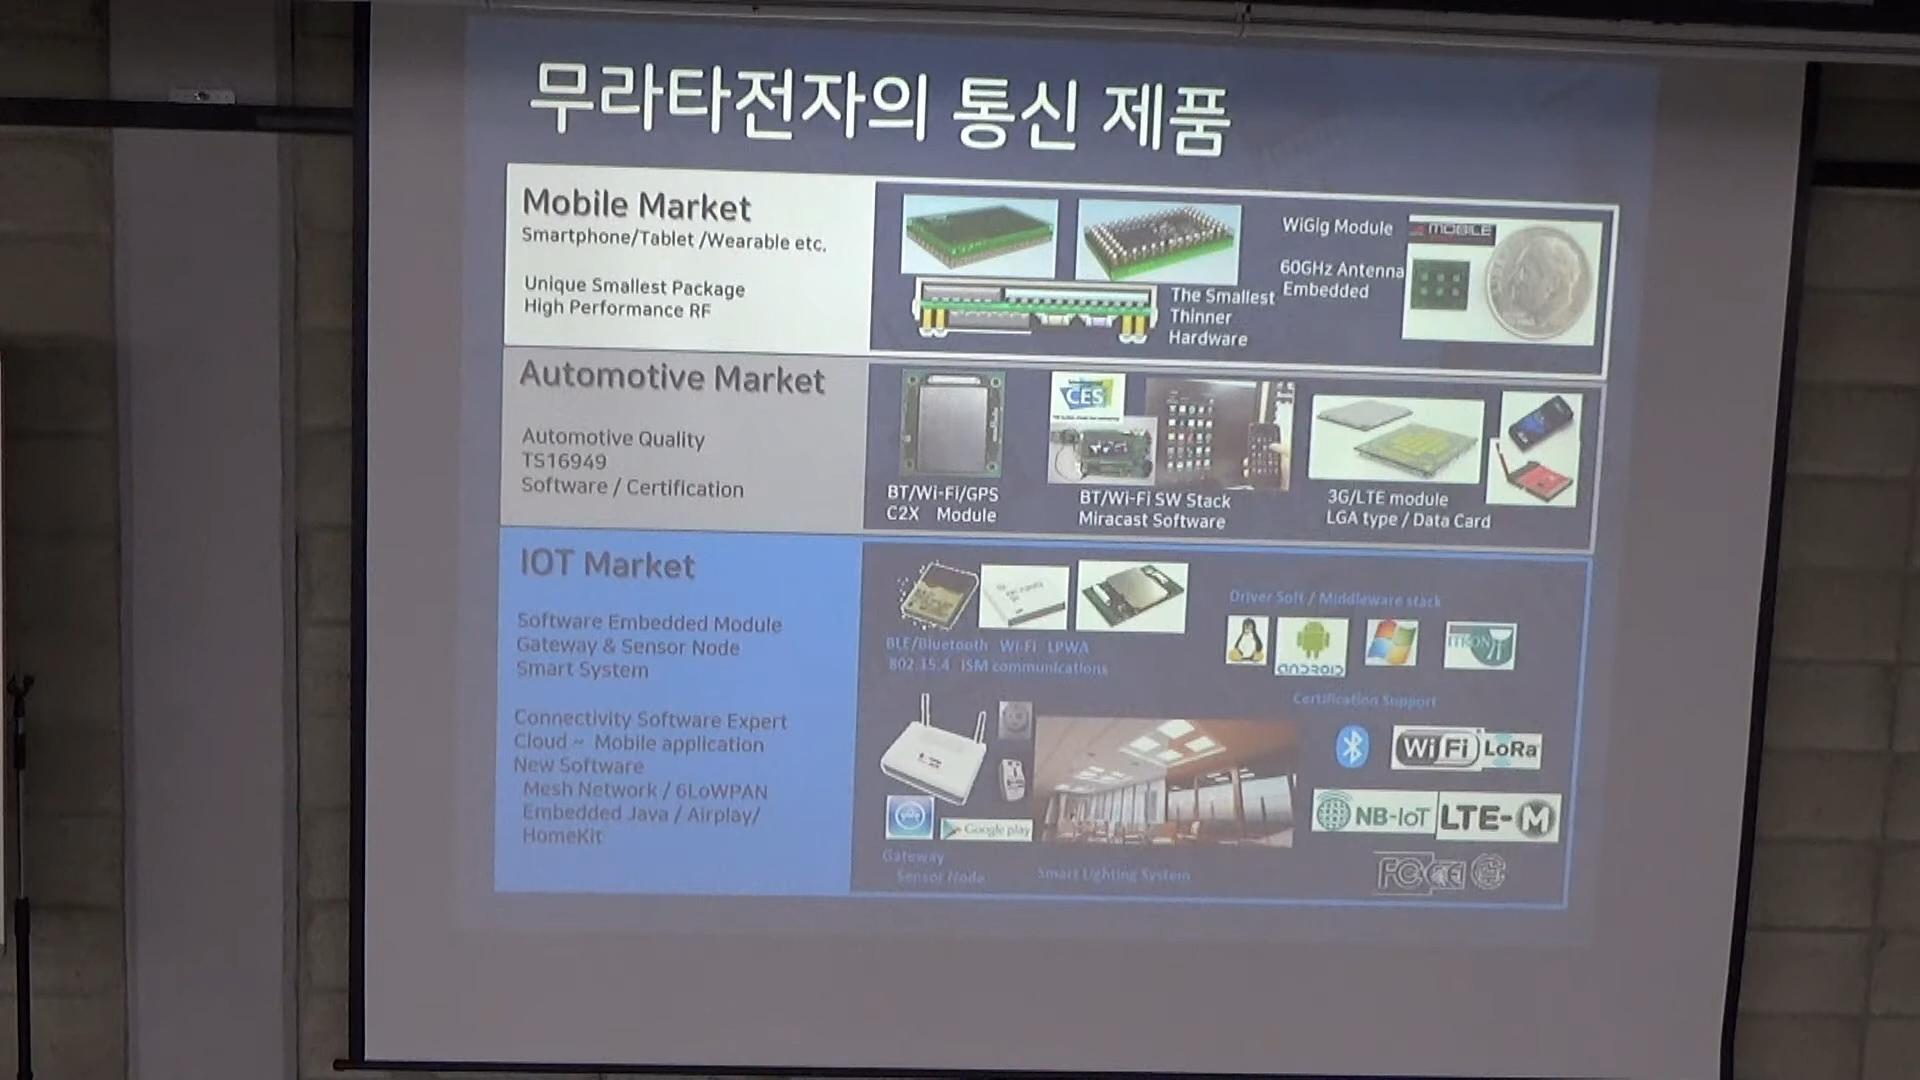 무라타전자의 통신 제품
Mobile Market
Smartphone/Tablet /Wearable etc.
Unique Smallest Package
High Performance RF
The Smallest
Thinner
Hardware
WiGig Module
60GHz Antenna
Embedded
MOBILE
Automotive Market
Automotive Quality
TS16949
Software / Certification
BT/Wi-Fi/GPS
C2X Module
CES
BT/Wi-Fi SW Stack
Miracast Software
3G/LTE module
LGA type / Data Card
IOT Market
Software Embedded Module
Gateway & Sensor Node
Smart System
Connectivity Software Expert
Cloud ~ Mobile application
New Software
Mesh Network / 6LoWPAN
Embedded Java / Airplay/
HomeKit
BLE/Bluetooth Wi-Fi LPWA
802.15.4 ISM communications
Driver Soft / Middleware stack
ANDROID
ITRON
Certification Support
WiFi
LoRa
NB-IoT
LTE-M
FC CE
Google play
Gateway
Sensor Node
Smart Lighting System